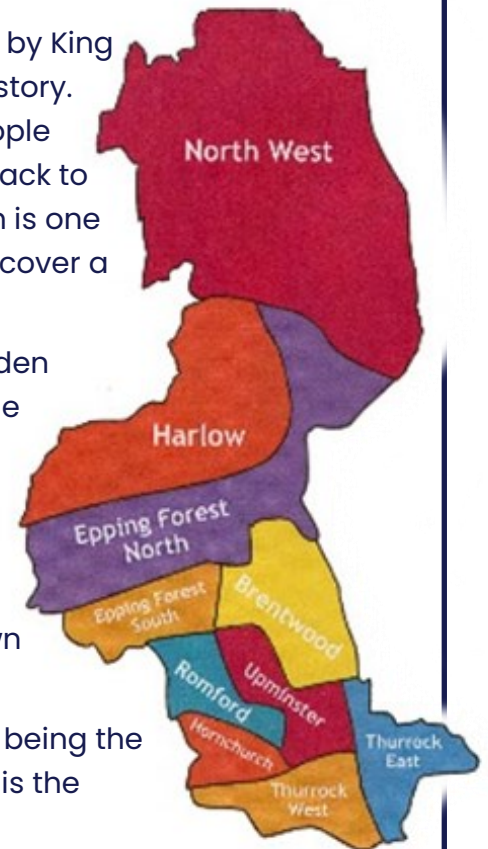 by King
story.
ople
ack to
n is one
cover a
den
e
wn
being the
is the
North West
Harlow
Epping Forest
North
Epping Forest
South
Brentwood
Romford
Upminster
Hornchurch
Thurrock
East
Thurrock
West